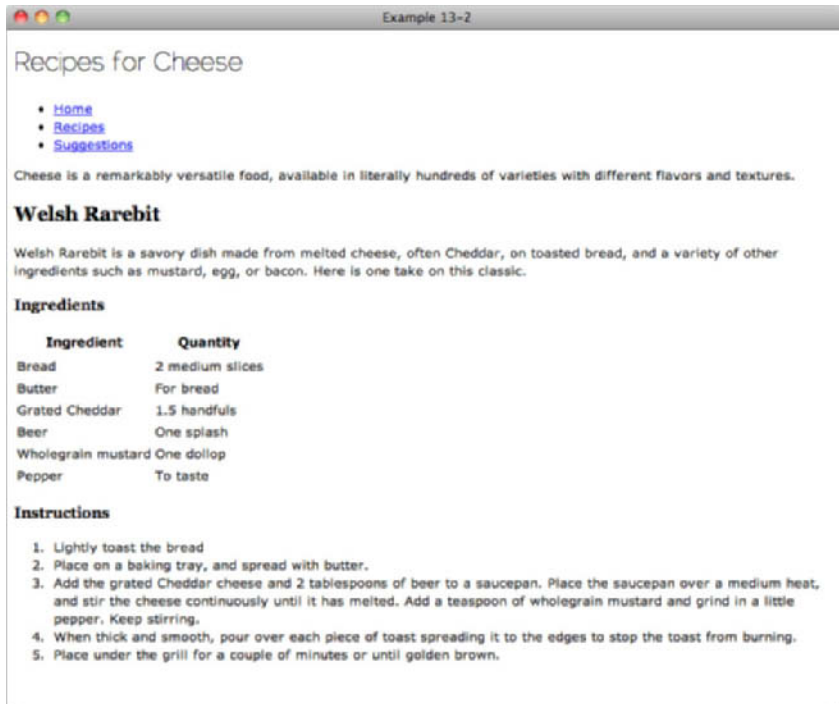 Example 13-2
Recipes for Cheese
• Home
• Recipes
• Suggestions
Cheese is a remarkably versatile food, available in literally hundreds of varieties with different flavors and textures.
Welsh Rarebit
Welsh Rarebit is a savory dish made from melted cheese, often Cheddar, on toasted bread, and a variety of other
ingredients such as mustard, egg, or bacon. Here is one take on this classic.
Ingredients
Ingredient Quantity
Bread 2 medium slices
Butter For bread
Grated Cheddar 1.5 handfuls
Beer One splash
Wholegrain mustard One dollop
Pepper To taste
Instructions
1. Lightly toast the bread
2. Place on a baking tray, and spread with butter.
3. Add the grated Cheddar cheese and 2 tablespoons of beer to a saucepan. Place the saucepan over a medium heat,
and stir the cheese continuously until it has melted. Add a teaspoon of wholegrain mustard and grind in a little
pepper. Keep stirring.
4. When thick and smooth, pour over each piece of toast spreading it to the edges to stop the toast from burning.
5. Place under the grill for a couple of minutes or until golden brown.